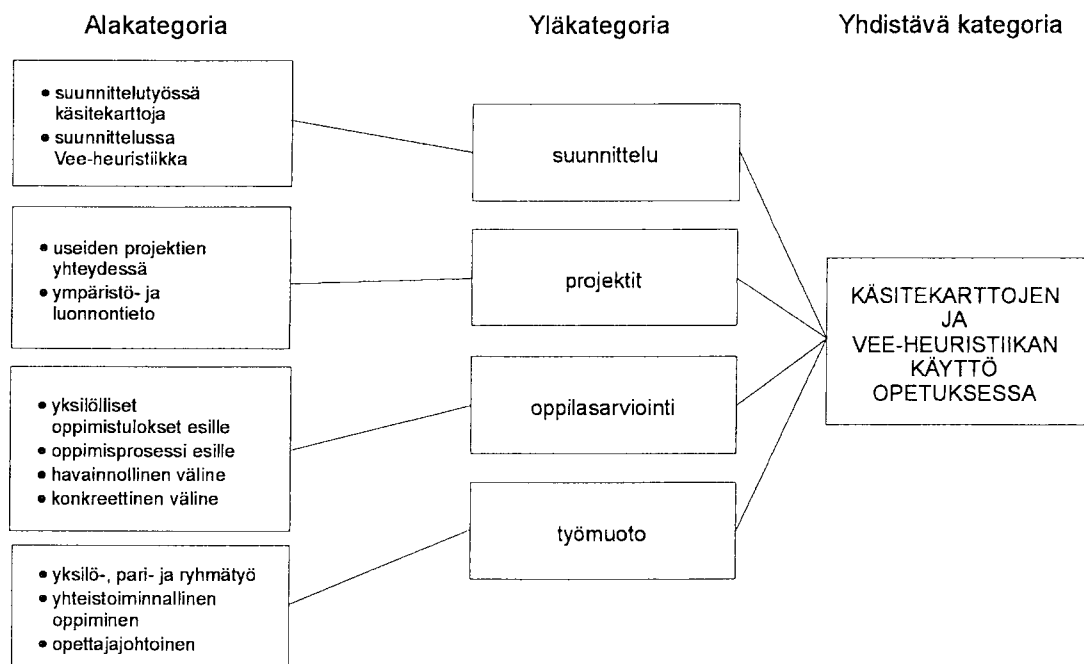 Alakategoria
Yläkategoria
Yhdistävä kategoria
• suunnittelutyössä
käsitekarttoja
• suunnittelussa
Vee-heuristiikka
suunnittelu
• useiden projektien
yhteydessä
• ympäristö- ja
luonnontieto
projektit
• yksilölliset
oppimistulokset esille
• oppimisprosessi esille
• havainnollinen väline
• konkreettinen väline
oppilasarviointi
• yksilö-, pari- ja ryhmätyö
• yhteistoiminnallinen
oppiminen
• opettajajohtoinen
työmuoto
KÄSITEKARTTOJEN
JA
VEE-HEURISTIIKAN
KÄYTTÖ
OPETUKSESSA